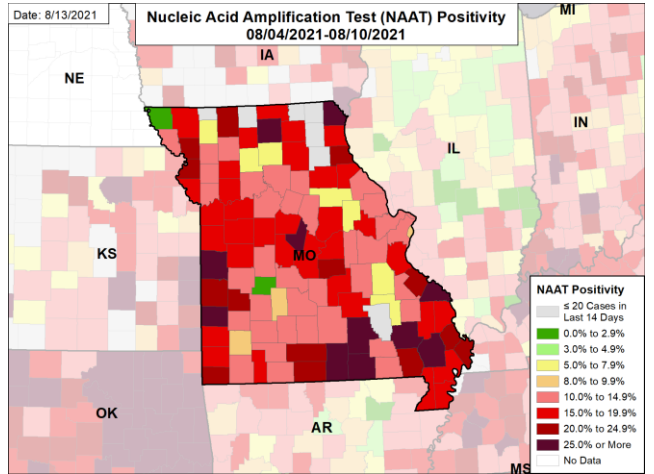 Date: 8/13/2021
Nucleic Acid Amplification Test (NAAT) Positivity
08/04/2021-08/10/2021
MI
IA
NE
IN
IL
KS
MO
NAAT Positivity
≤ 20 Cases in
Last 14 Days
0.0% to 2.9%
3.0% to 4.9%
5.0% to 7.9%
8.0% to 9.9%
10.0% to 14.9%
15.0% to 19.9%
20.0% to 24.9%
25.0% or More
No Data
OK
AR
MS